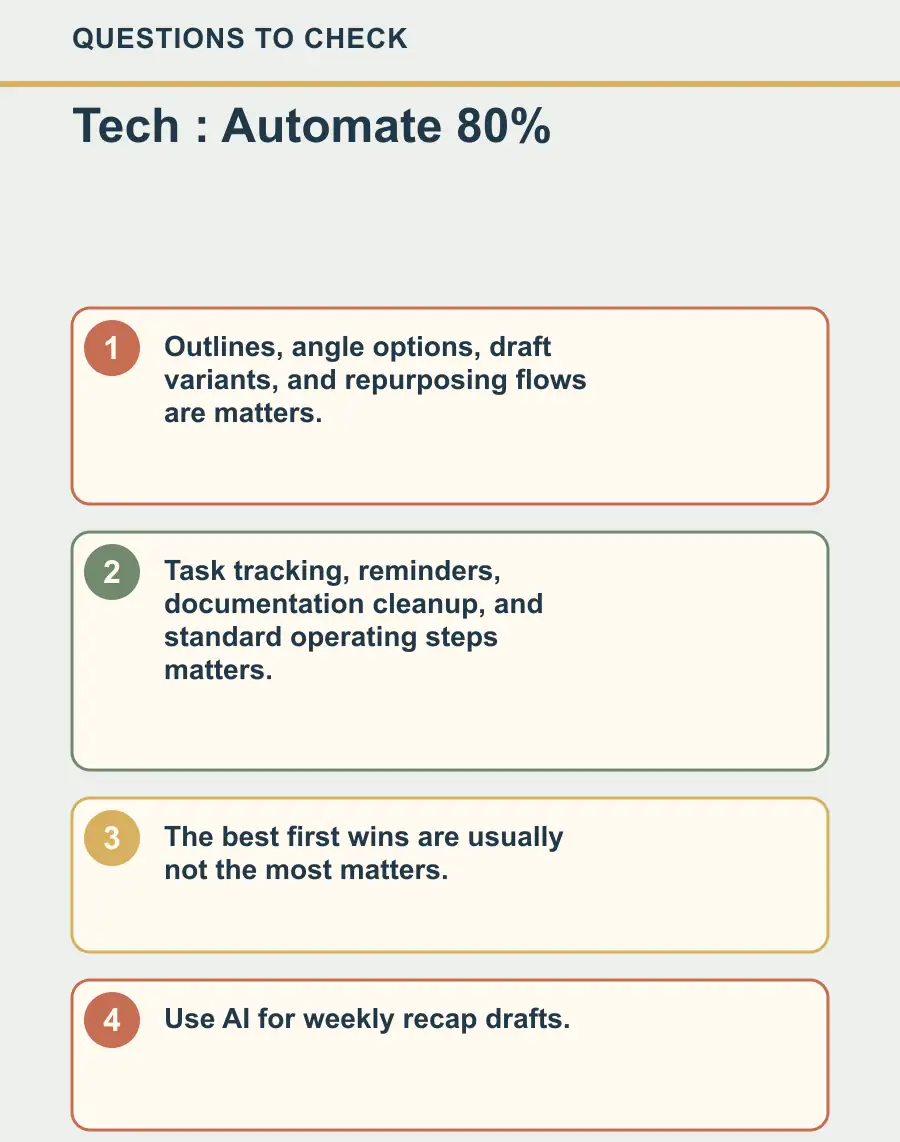 QUESTIONS TO CHECK
Tech : Automate 80%
1
Outlines, angle options, draft
variants, and repurposing flows
are matters.
2
Task tracking, reminders,
documentation cleanup, and
standard operating steps
matters.
3
The best first wins are usually
not the most matters.
4
Use AI for weekly recap drafts.